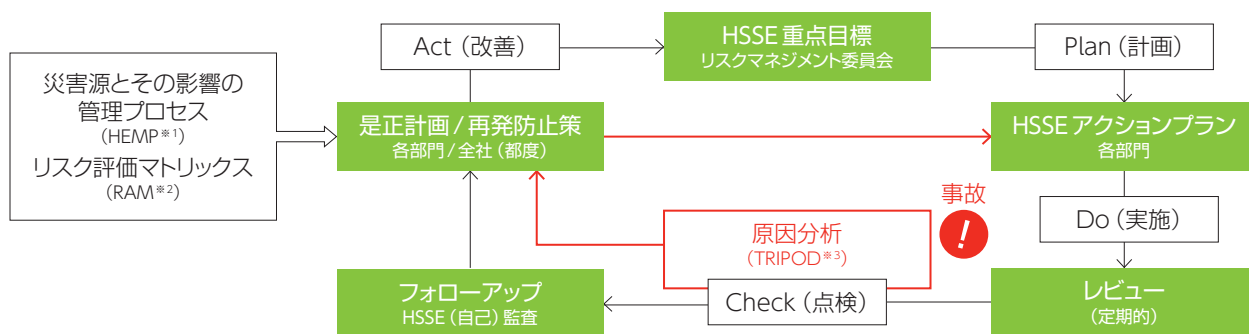 Act（改善）
HSSE 重点目標
リスクマネジメント委員会
Plan（計画）
災害源とその影響の
管理プロセス
（HEMP※1）
リスク評価マトリックス
（RAM※2）
是正計画 / 再発防止策
各部門 / 全社（都度）
HSSE アクションプラン
各部門
事故
!
原因分析
（TRIPOD※3）
Do（実施）
フォローアップ
HSSE（自己）監査
Check（点検）
レビュー
（定期的）